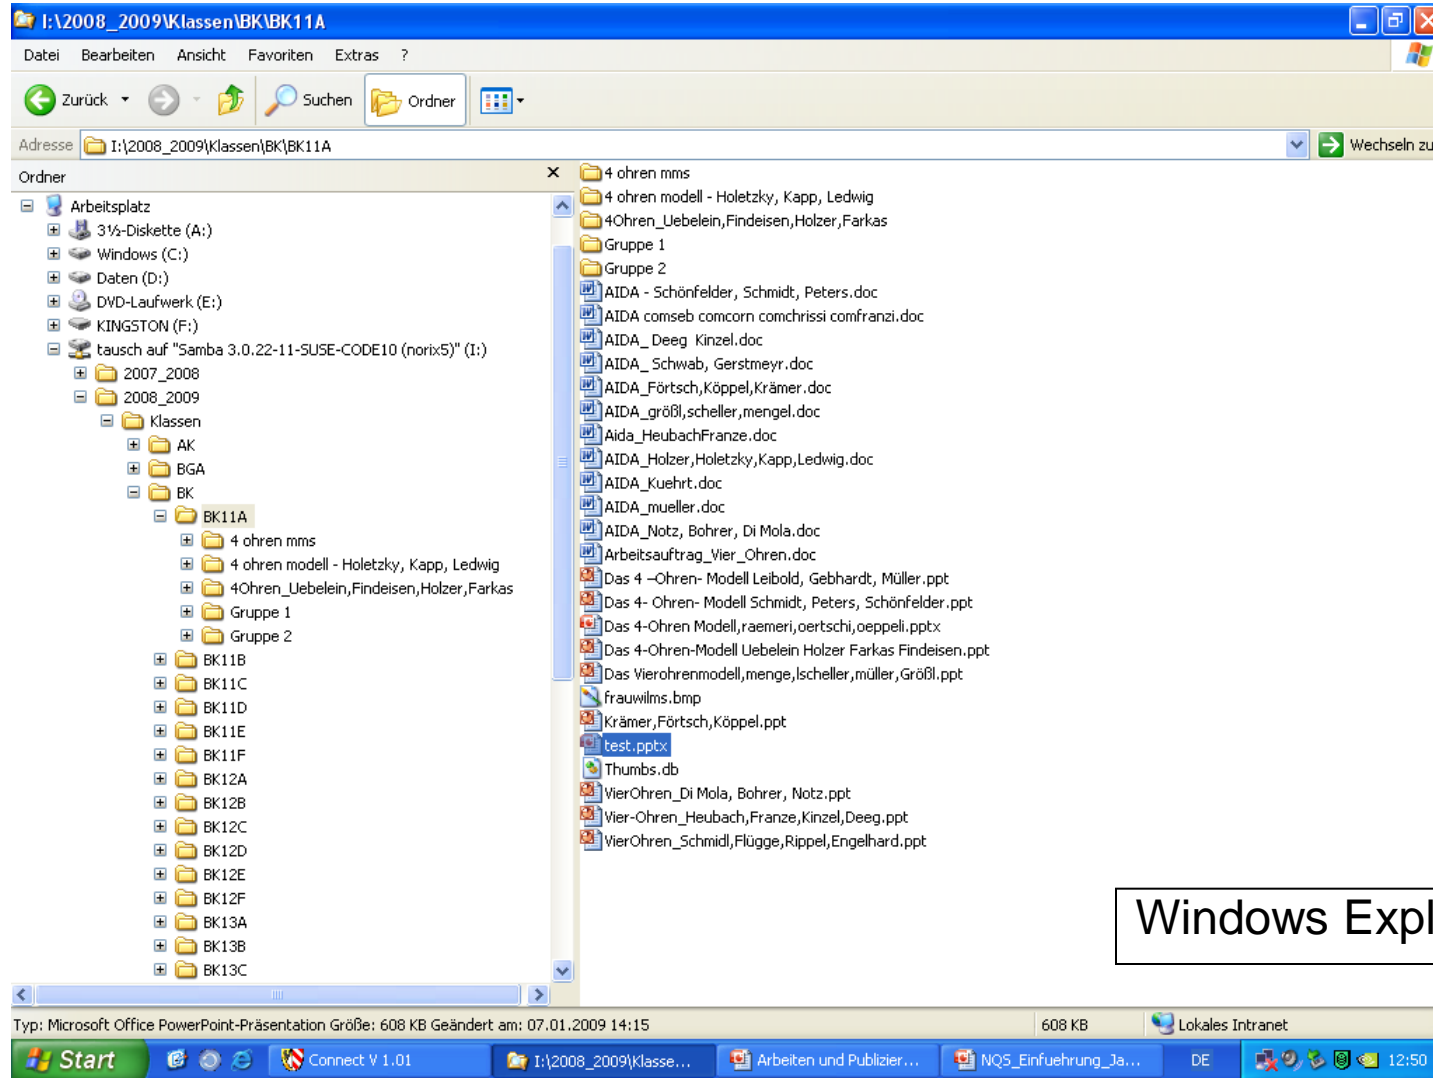 I:\2008_2009\Klassen\BK\BK11A
Datei Bearbeiten Ansicht Favoriten Extras ?
Zurück Suchen Ordner
Adresse I:\2008_2009\Klassen\BK\BK11A Wechseln zu
Ordner
Arbeitsplatz
3½-Diskette (A:)
Windows (C:)
Daten (D:)
DVD-Laufwerk (E:)
KINGSTON (F:)
tausch auf "Samba 3.0.22-11-SUSE-CODE10 (norix5)" (I:)
2007_2008
2008_2009
Klassen
AK
BGA
BK
BK11A
4 ohren mms
4 ohren modell - Holetzky, Kapp, Ledwig
4Ohren_Uebelein,Findeisen,Holzer,Farkas
Gruppe 1
Gruppe 2
BK11B
BK11C
BK11D
BK11E
BK11F
BK12A
BK12B
BK12C
BK12D
BK12E
BK12F
BK13A
BK13B
BK13C
4 ohren mms
4 ohren modell - Holetzky, Kapp, Ledwig
4Ohren_Uebelein,Findeisen,Holzer,Farkas
Gruppe 1
Gruppe 2
AIDA - Schönfelder, Schmidt, Peters.doc
AIDA comseb comcorn comchrissi comfranzi.doc
AIDA_ Deeg Kinzel.doc
AIDA_ Schwab, Gerstmeyr.doc
AIDA_Förtsch,Köppel,Krämer.doc
AIDA_größl,scheller,mengel.doc
Aida_HeubachFranze.doc
AIDA_Holzer,Holetzky,Kapp,Ledwig.doc
AIDA_Kuehrt.doc
AIDA_mueller.doc
AIDA_Notz, Bohrer, Di Mola.doc
Arbeitsauftrag_Vier_Ohren.doc
Das 4 –Ohren- Modell Leibold, Gebhardt, Müller.ppt
Das 4- Ohren- Modell Schmidt, Peters, Schönfelder.ppt
Das 4-Ohren Modell,raemeri,oertschi,oeppeli.pptx
Das 4-Ohren-Modell Uebelein Holzer Farkas Findeisen.ppt
Das Vierohrenmodell,menge,lscheller,müller,Größl.ppt
frauwilms.bmp
Krämer,Förtsch,Köppel.ppt
test.pptx
Thumbs.db
VierOhren_Di Mola, Bohrer, Notz.ppt
Vier-Ohren_Heubach,Franze,Kinzel,Deeg.ppt
VierOhren_Schmidl,Flügge,Rippel,Engelhard.ppt
Windows Expl
Typ: Microsoft Office PowerPoint-Präsentation Größe: 608 KB Geändert am: 07.01.2009 14:15 608 KB Lokales Intranet
Start Connect V 1.01 I:\2008_2009\Klasse... Arbeiten und Publizier... NQS_Einfuehrung_Ja... DE 12:50